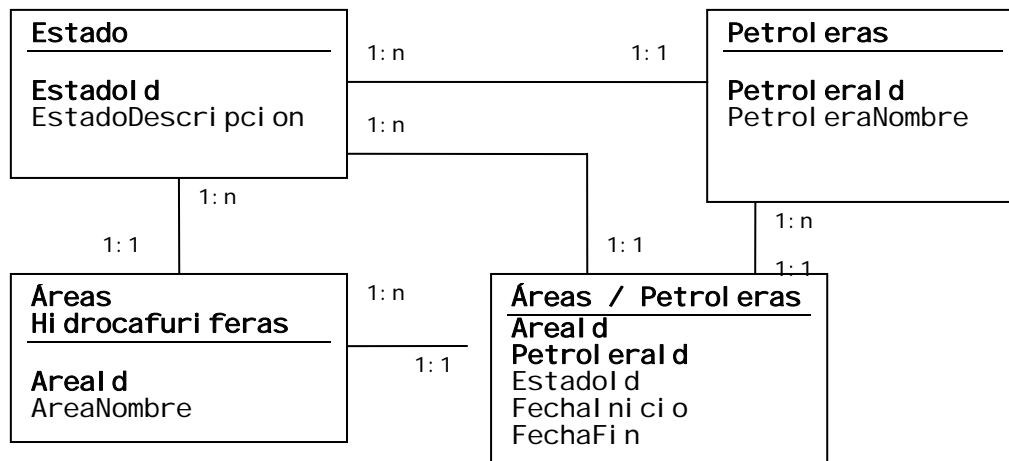 Estado
EstadoId
EstadoDescripcion
1:n
1:1
1:n
Petroleras
PetroleraId
PetroleraNombre
1:n
1:1
1:1
1:n
1:1
Áreas
Hidrocafuriferas
AreaId
AreaNombre
1:n
1:1
Áreas / Petroleras
AreaId
PetroleraId
EstadoId
FechaInicio
FechaFin